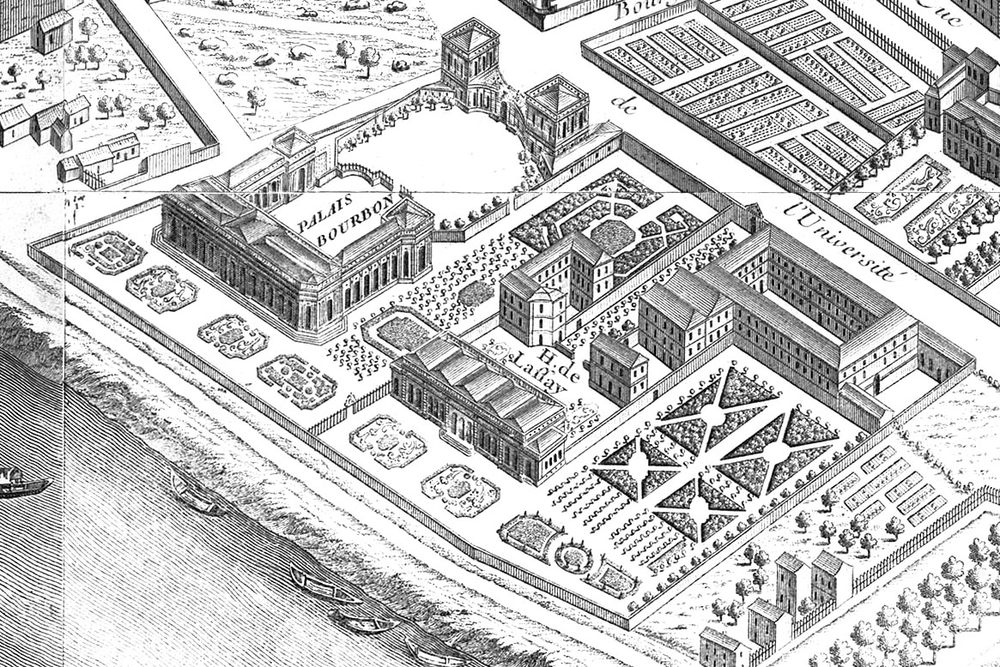 de
l'Université
PALAIS
BOURBON
H. de
Laſſay